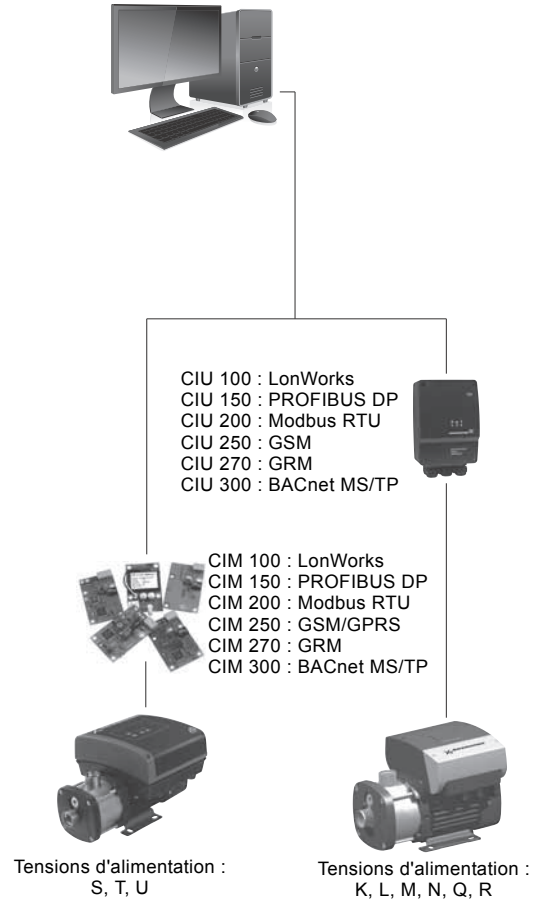 CIU 100 : LonWorks
CIU 150 : PROFIBUS DP
CIU 200 : Modbus RTU
CIU 250 : GSM
CIU 270 : GRM
CIU 300 : BACnet MS/TP
CIM 100 : LonWorks
CIM 150 : PROFIBUS DP
CIM 200 : Modbus RTU
CIM 250 : GSM/GPRS
CIM 270 : GRM
CIM 300 : BACnet MS/TP
Tensions d'alimentation :
S, T, U
Tensions d'alimentation :
K, L, M, N, Q, R